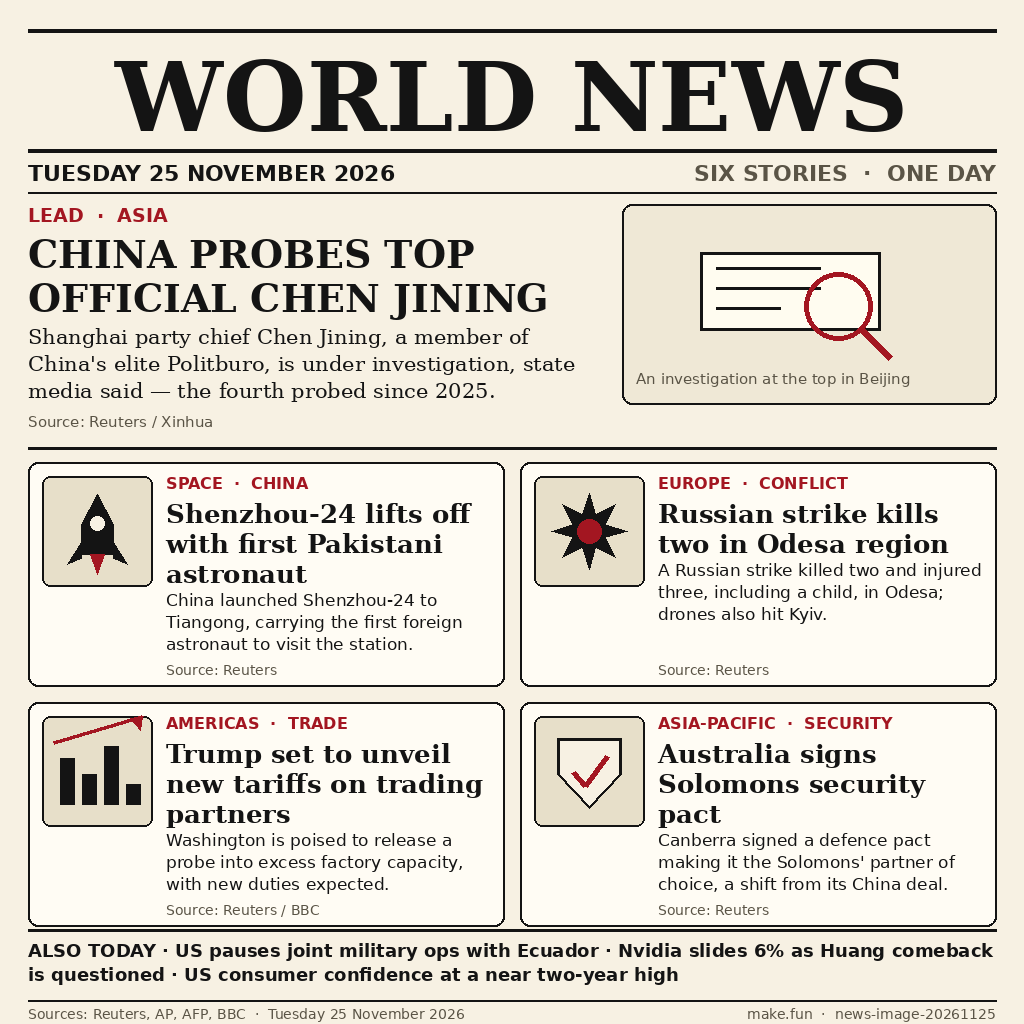 WORLD NEWS
TUESDAY 25 NOVEMBER 2026
SIX STORIES · ONE DAY
LEAD · ASIA
CHINA PROBES TOP
OFFICIAL CHEN JINING
Shanghai party chief Chen Jining, a member of
China's elite Politburo, is under investigation, state
media said — the fourth probed since 2025.
Source: Reuters / Xinhua
An investigation at the top in Beijing
SPACE · CHINA
Shenzhou-24 lifts off
with first Pakistani
astronaut
China launched Shenzhou-24 to
Tiangong, carrying the first foreign
astronaut to visit the station.
Source: Reuters
EUROPE · CONFLICT
Russian strike kills
two in Odesa region
A Russian strike killed two and injured
three, including a child, in Odesa;
drones also hit Kyiv.
Source: Reuters
AMERICAS · TRADE
Trump set to unveil
new tariffs on trading
partners
Washington is poised to release a
probe into excess factory capacity,
with new duties expected.
Source: Reuters / BBC
ASIA-PACIFIC · SECURITY
Australia signs
Solomons security
pact
Canberra signed a defence pact
making it the Solomons' partner of
choice, a shift from its China deal.
Source: Reuters
ALSO TODAY · US pauses joint military ops with Ecuador · Nvidia slides 6% as Huang comeback
is questioned · US consumer confidence at a near two-year high
Sources: Reuters, AP, AFP, BBC · Tuesday 25 November 2026
make.fun · news-image-20261125